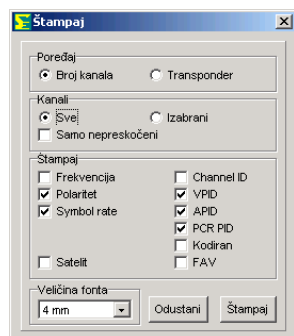 Štampaj
Poređaj
Broj kanala Transponder
Kanali
Sve Izabrani
Samo nepreskočeni
Štampaj
Frekvencija Channel ID
Polaritet VPID
Symbol rate APID
PCR PID
Kodiran
Satelit FAV
Veličina fonta
4 mm Odustani Štampaj